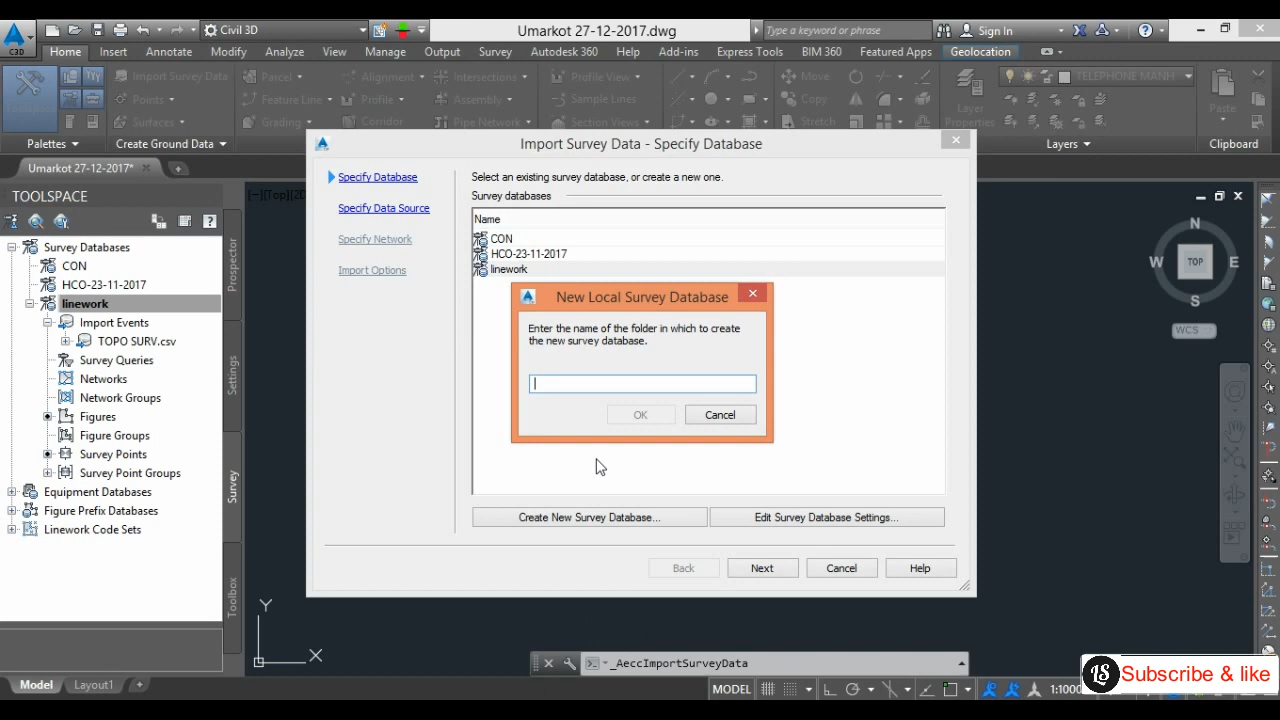 Civil 3D
Umarkot 27-12-2017.dwg
Type a keyword or phrase
Sign In
C3D
Home Insert Annotate Modify Analyze View Manage Output Survey Autodesk 360 Help Add-ins Express Tools BIM 360 Featured Apps Geolocation
Import Survey Data Parcel Alignment Intersections Profile View Move TELEPHONE MANH
Points Feature Line Profile Assembly Sample Lines Copy Layer Paste
Surfaces Grading Corridor Pipe Network Section Views Stretch Properties
Palettes Create Ground Data Layers Clipboard
Umarkot 27-12-2017*
TOOLSPACE
Survey Databases
CON
HCO-23-11-2017
linework
Import Events
TOPO SURV.csv
Survey Queries
Networks
Network Groups
Figures
Figure Groups
Survey Points
Survey Point Groups
Equipment Databases
Figure Prefix Databases
Linework Code Sets
Prospector
Settings
Survey
Toolbox
Import Survey Data - Specify Database
Specify Database
Specify Data Source
Specify Network
Import Options
Select an existing survey database, or create a new one.
Survey databases
Name
CON
HCO-23-11-2017
linework
New Local Survey Database
Enter the name of the folder in which to create
the new survey database.
OK Cancel
Create New Survey Database... Edit Survey Database Settings...
Back Next Cancel Help
N
W TOP E
S
WCS
Y
X
_AeccImportSurveyData
Model Layout1
MODEL 1:1000
LS Subscribe & like